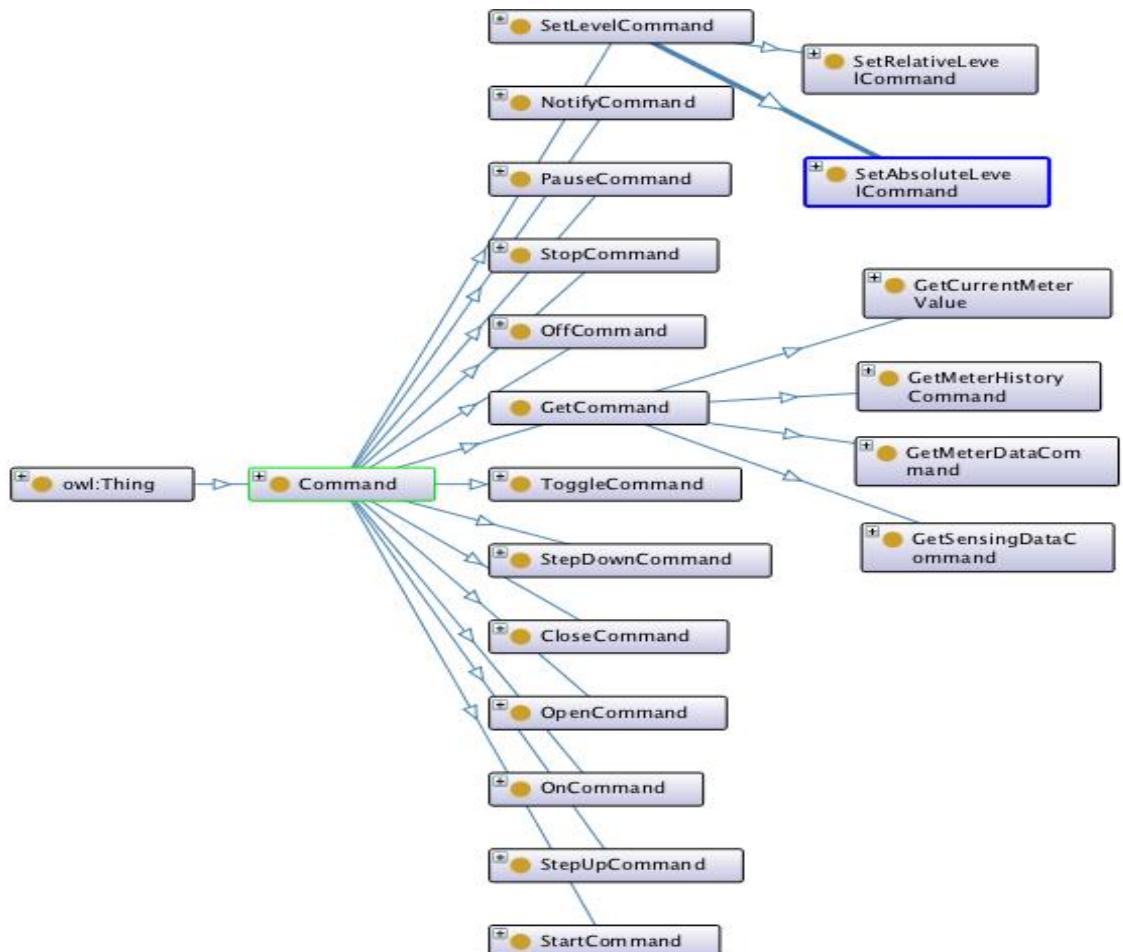 SetLevelCommand
SetRelativeLeve
lCommand
NotifyCommand
PauseCommand
SetAbsoluteLeve
lCommand
StopCommand
GetCurrentMeter
Value
OffCommand
GetCommand
GetMeterHistory
Command
GetMeterDataCom
mand
owl:Thing
Command
ToggleCommand
GetSensingDataC
ommand
StepDownCommand
CloseCommand
OpenCommand
OnCommand
StepUpCommand
StartCommand